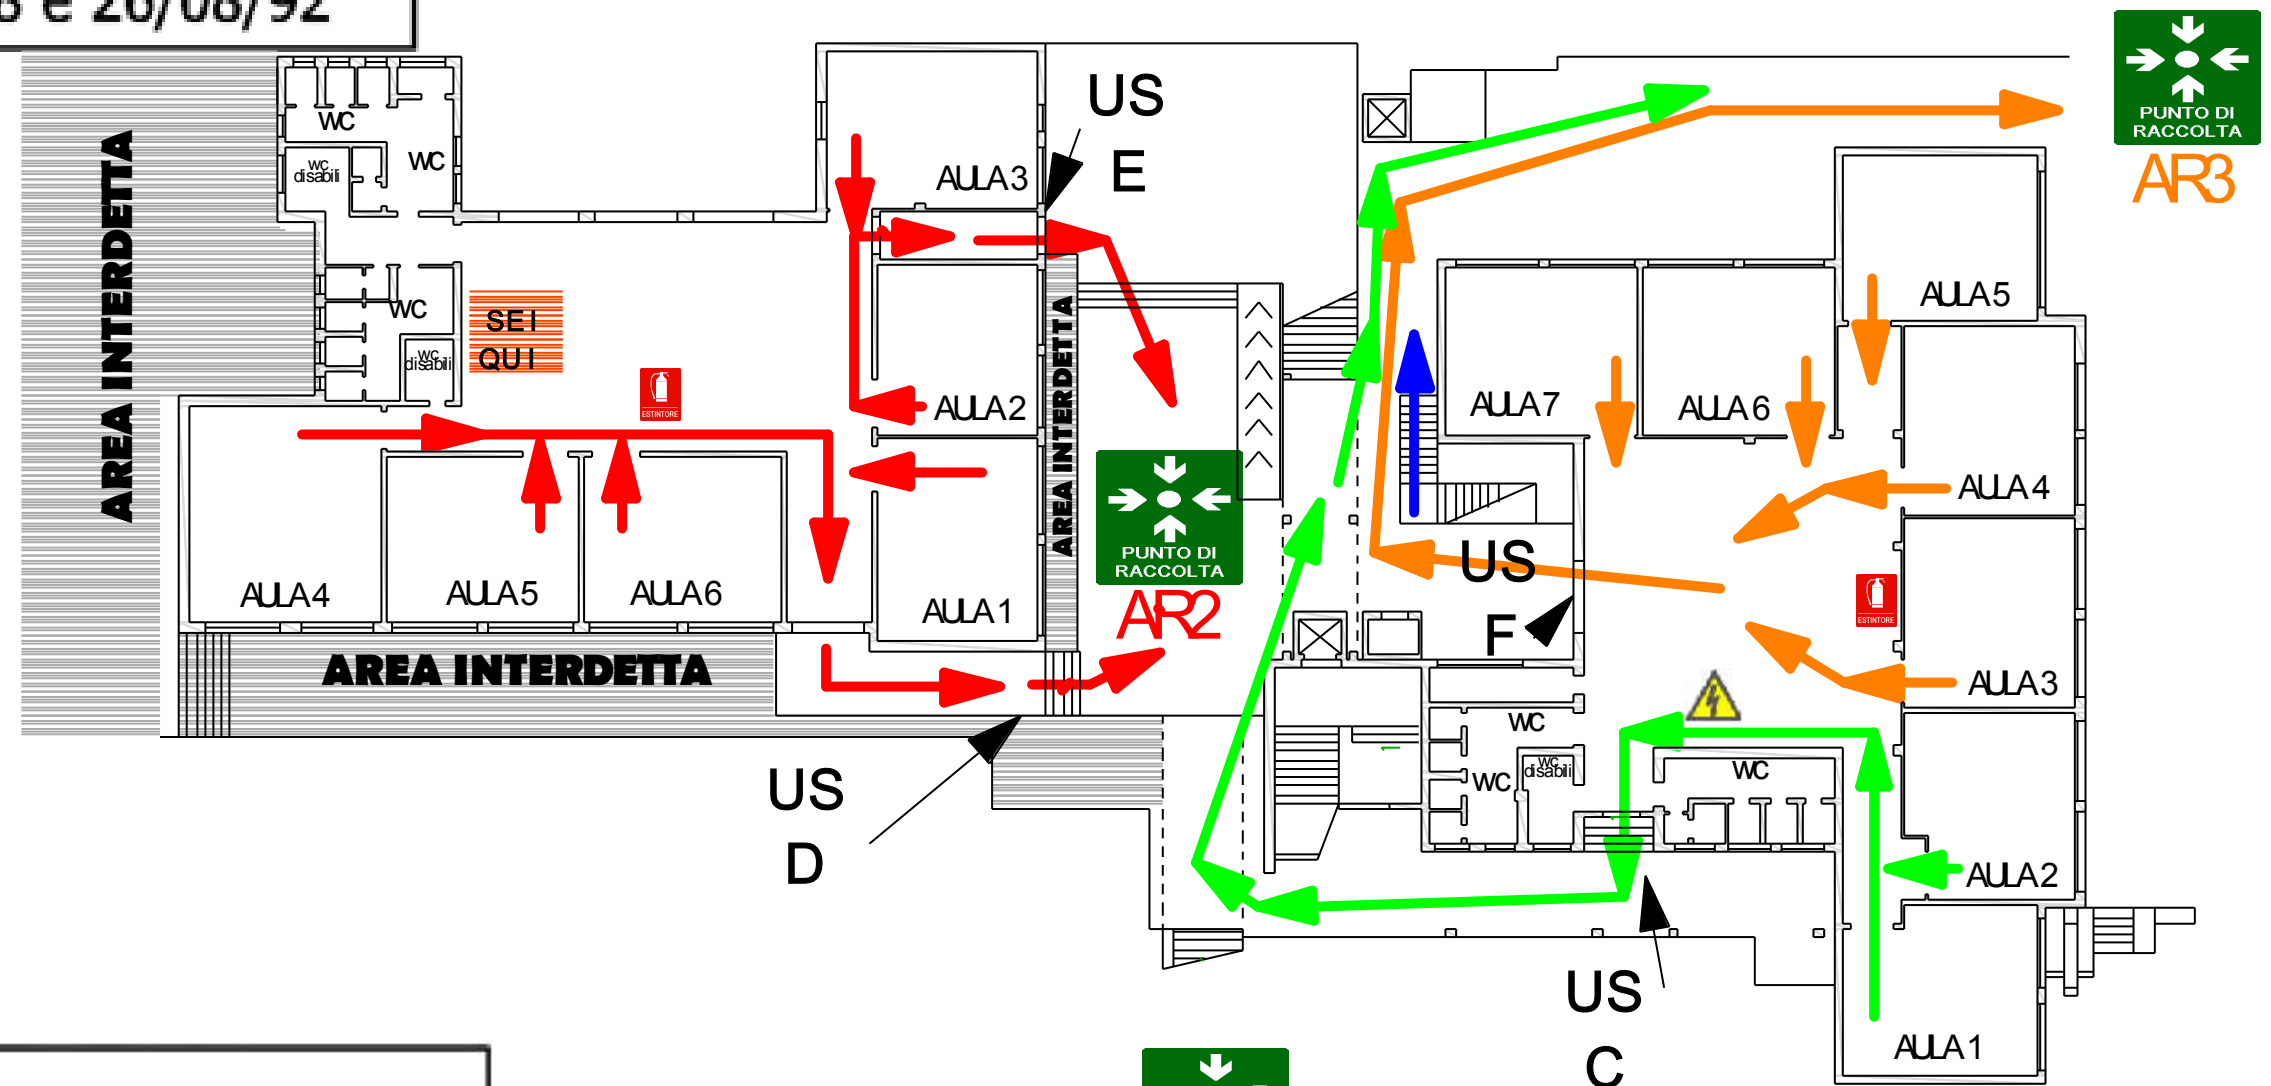 e 26/08/92
PUNTO DI
RACCOLTA
AR3
AREA INTERDETTA
WC
WC
wc
disabili
WC
wc
disabili
SEI
QUI
ESTINTORE
AULA 3
US
E
AULA 2
AULA 1
AULA 4
AULA 5
AULA 6
AREA INTERDETTA
AREA INTERDETTA
PUNTO DI
RACCOLTA
AR2
US
D
AULA 5
AULA 7
AULA 6
AULA 4
US
F
ESTINTORE
AULA 3
WC
WC
wc
disabili
WC
AULA 2
US
C
AULA 1